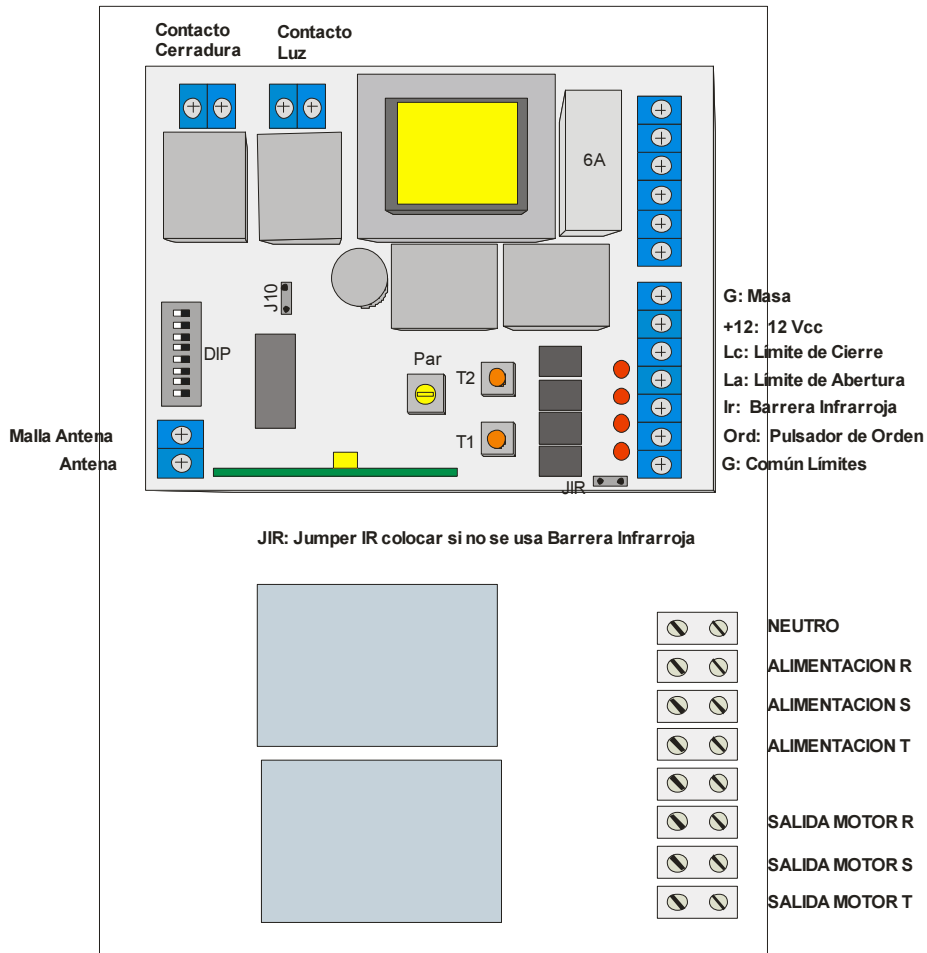 Contacto
Cerradura
Contacto
Luz
6A
J10
DIP
Par
T2
T1
JIR
G: Masa
+12: 12 Vcc
Lc: Límite de Cierre
La: Límite de Abertura
Ir: Barrera Infrarroja
Ord: Pulsador de Orden
G: Común Límites
Malla Antena
Antena
JIR: Jumper IR colocar si no se usa Barrera Infrarroja
NEUTRO
ALIMENTACION R
ALIMENTACION S
ALIMENTACION T
SALIDA MOTOR R
SALIDA MOTOR S
SALIDA MOTOR T